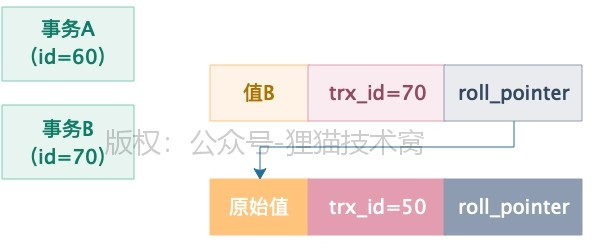 事务A
（id=60）
值B
trx_id=70
roll_pointer
事务B
（id=70）
版权：公众号-狸猫技术窝
原始值
trx_id=50
roll_pointer